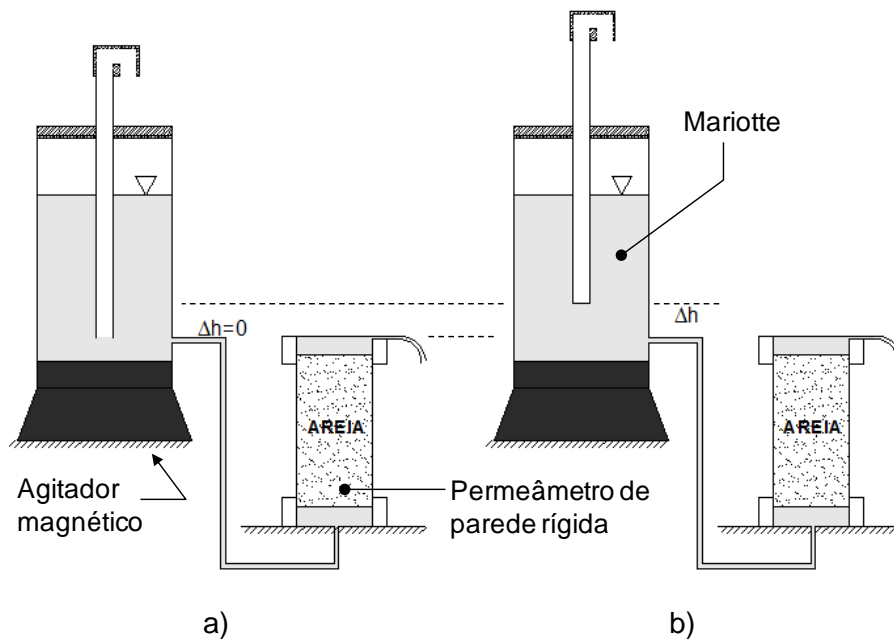 Mariotte
Δh=0
Δh
AREIA
AREIA
Agitador
magnético
Permeâmetro de
parede rígida
a)
b)